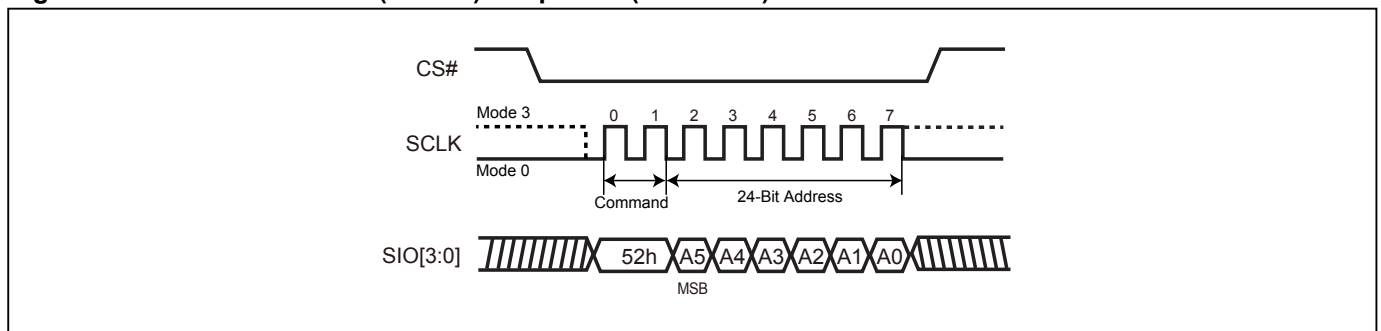 CS#
Mode 3
0 1 2 3 4 5 6 7
SCLK
Mode 0
Command
24-Bit Address
SIO[3:0]
52h A5 A4 A3 A2 A1 A0
MSB